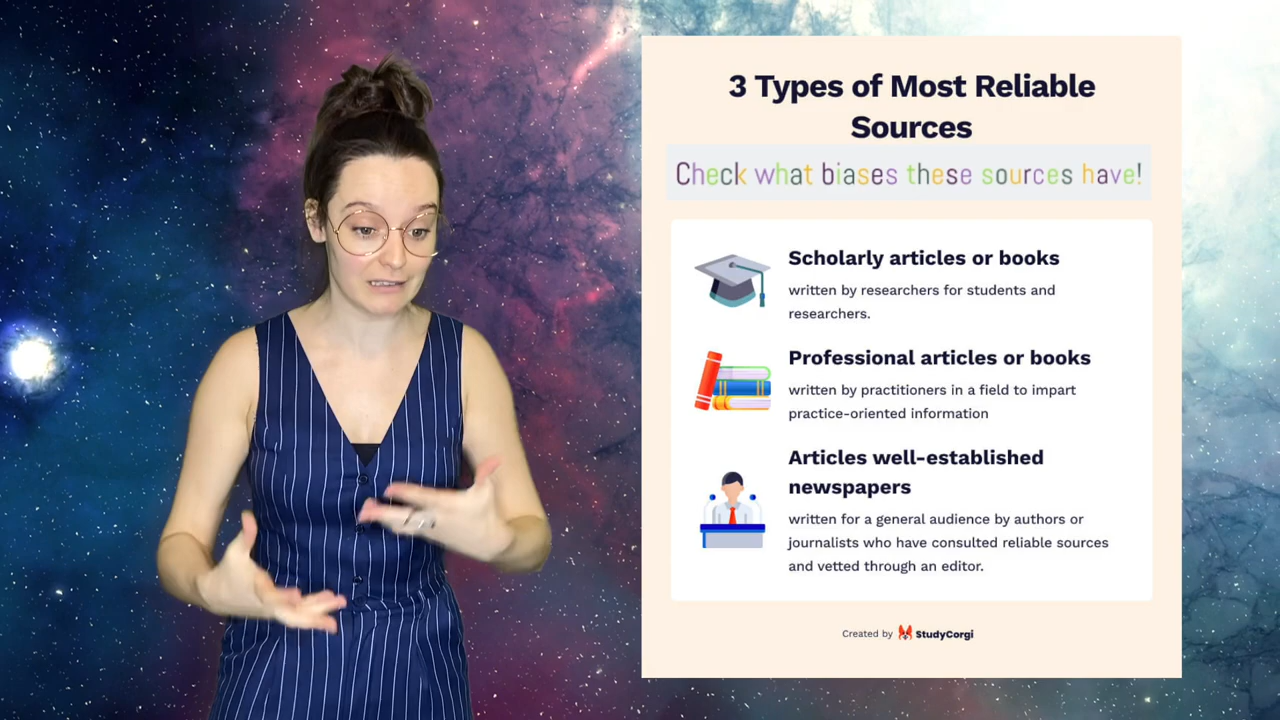 3 Types of Most Reliable
Sources
Check what biases these sources have!
Scholarly articles or books
written by researchers for students and
researchers.
Professional articles or books
written by practitioners in a field to impart
practice-oriented information
Articles well-established
newspapers
written for a general audience by authors or
journalists who have consulted reliable sources
and vetted through an editor.
Created by StudyCorgi